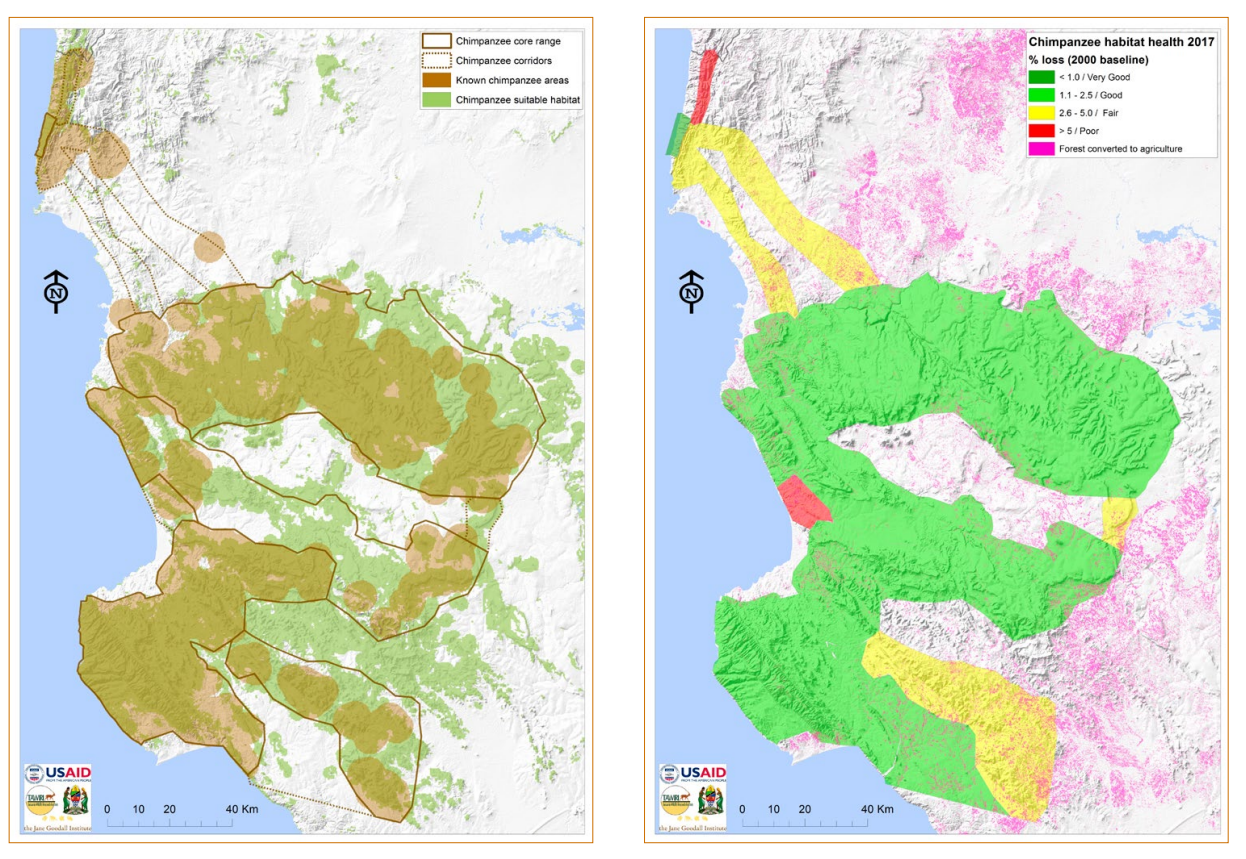 Chimpanzee core range
Chimpanzee corridors
Known chimpanzee areas
Chimpanzee suitable habitat
N
USAID
FROM THE AMERICAN PEOPLE
TAWIRI
the Jane Goodall Institute
0 10 20 40 Km
Chimpanzee habitat health 2017
% loss (2000 baseline)
< 1.0 / Very Good
1.1 - 2.5 / Good
2.6 - 5.0 / Fair
> 5 / Poor
Forest converted to agriculture
N
USAID
FROM THE AMERICAN PEOPLE
TAWIRI
the Jane Goodall Institute
0 10 20 40 Km